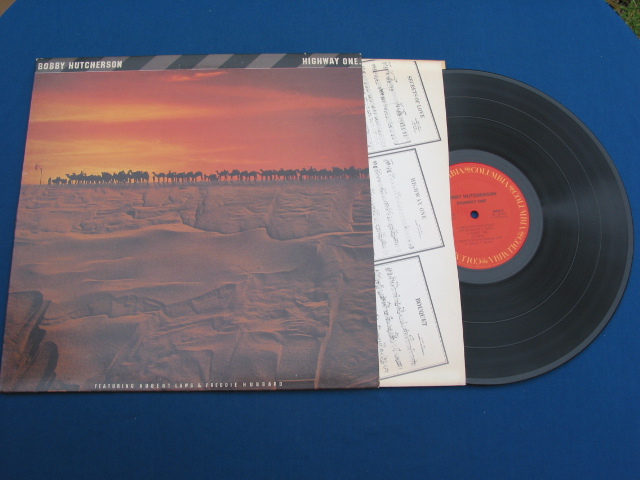 BOBBY HUTCHERSON
HIGHWAY ONE
FEATURING HUBERT LAWS & FREDDIE HUBBARD
SECRETS OF LOVE
HIGHWAY ONE
BOUQUET
COLUMBIA
BOBBY HUTCHERSON
HIGHWAY ONE